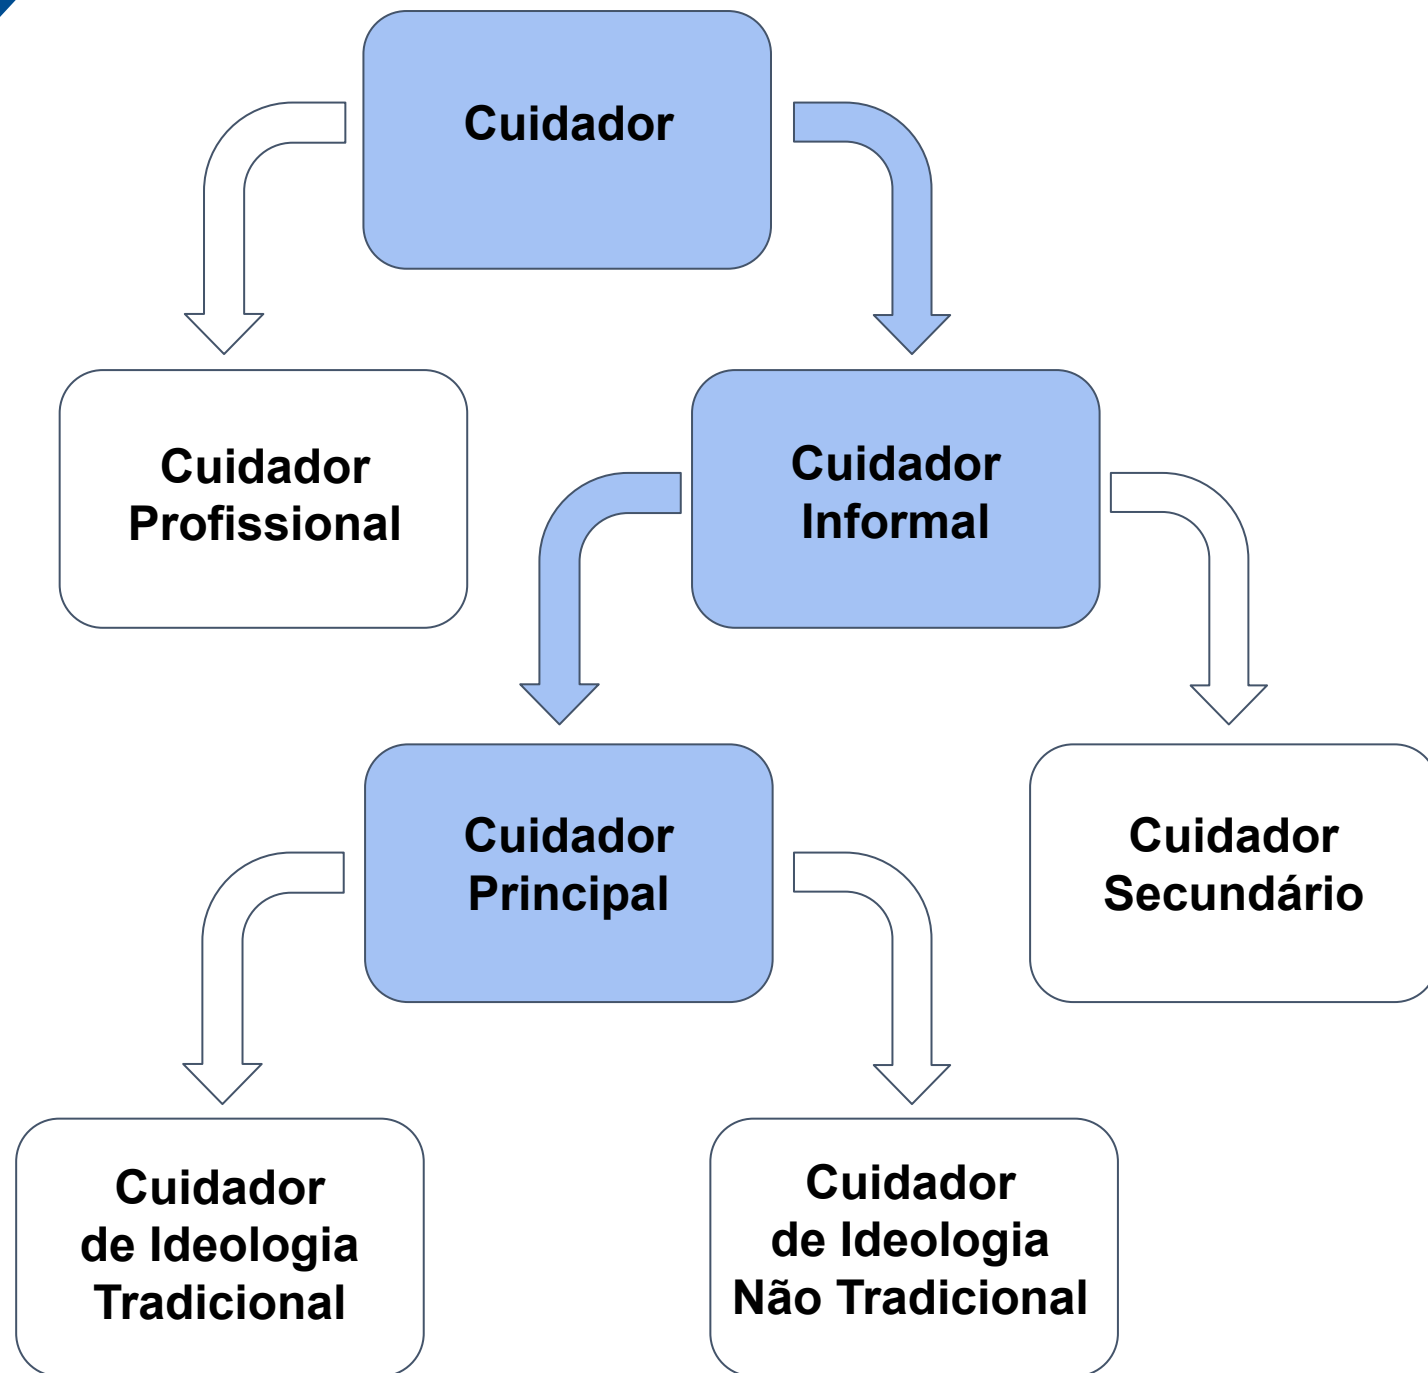 Cuidador
Cuidador
Profissional
Cuidador
Informal
Cuidador
Principal
Cuidador
Secundário
Cuidador
de Ideologia
Tradicional
Cuidador
de Ideologia
Não Tradicional